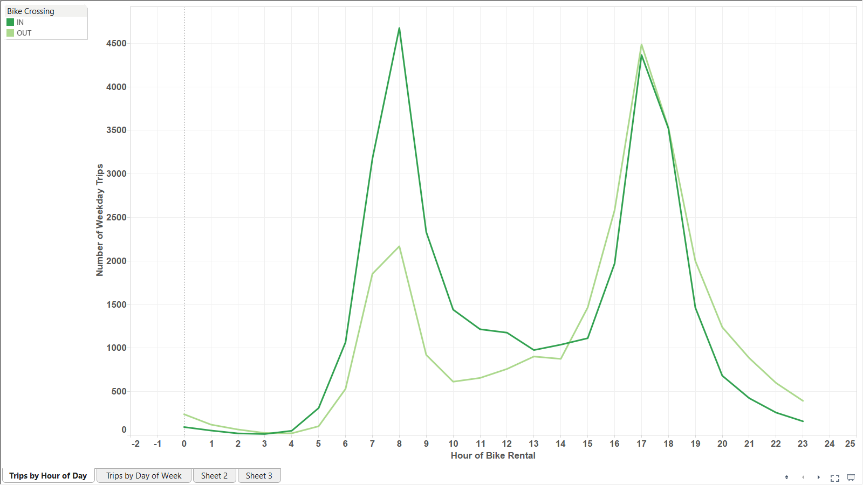 Bike Crossing
IN
OUT
Number of Weekday Trips
4500
4000
3500
3000
2500
2000
1500
1000
500
0
-2 -1 0 1 2 3 4 5 6 7 8 9 10 11 12 13 14 15 16 17 18 19 20 21 22 23 24 25
Hour of Bike Rental
Trips by Hour of Day Trips by Day of Week Sheet 2 Sheet 3